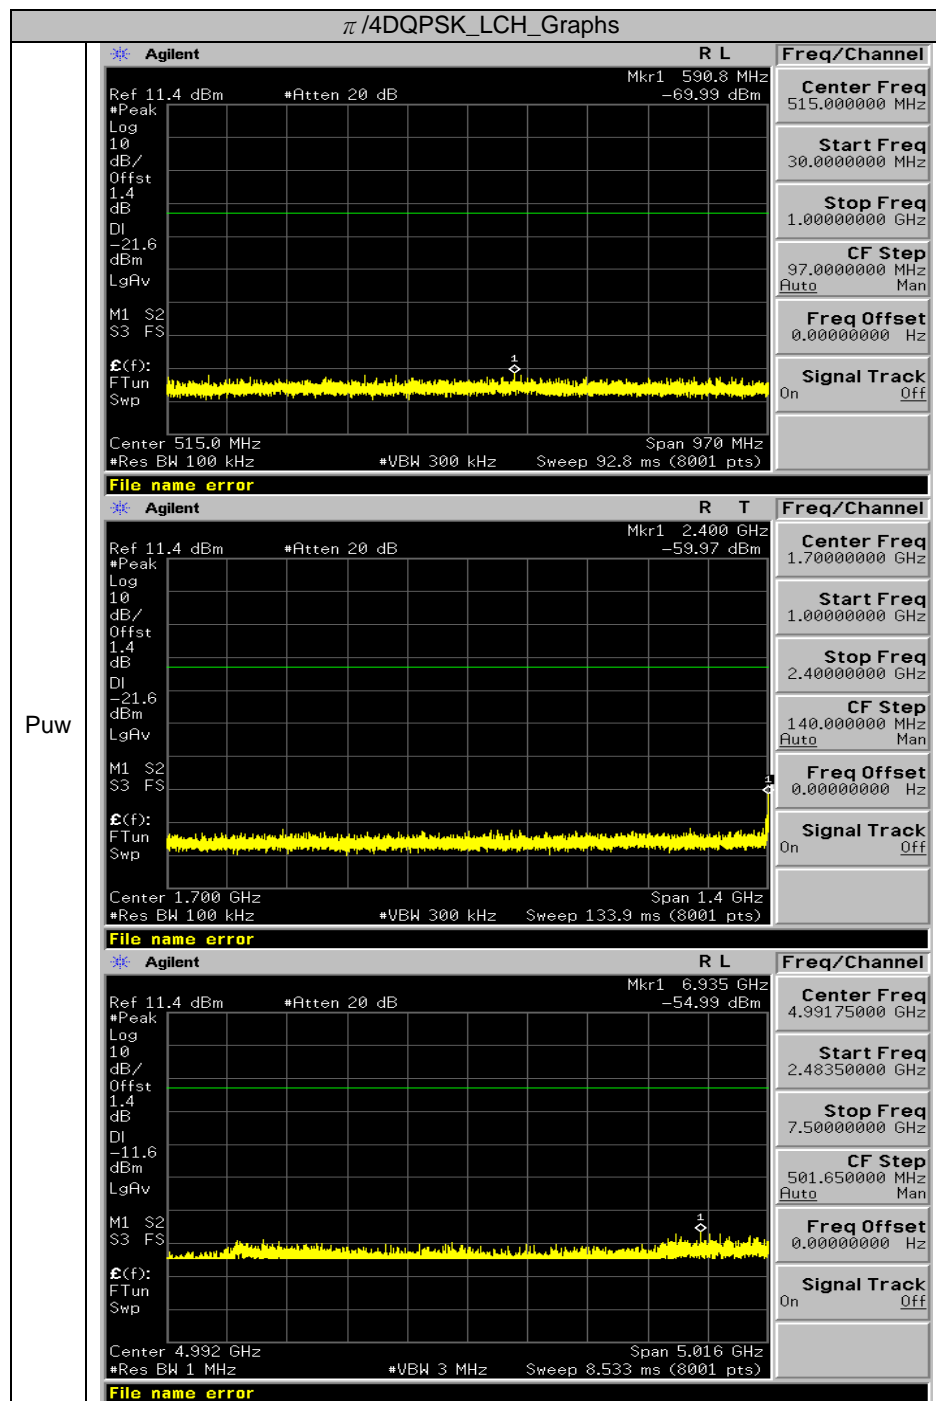 π/4DQPSK_LCH_Graphs
Puw
Agilent R L Freq/Channel
Mkr1 590.8 MHz
Ref 11.4 dBm #Atten 20 dB -69.99 dBm
#Peak
Log
10
dB/
Offst
1.4
dB
DI
-21.6
dBm
LgAv
M1 S2
S3 FS
£(f):
FTun
Swp
1
Center 515.0 MHz Span 970 MHz
#Res BW 100 kHz #VBW 300 kHz Sweep 92.8 ms (8001 pts)
File name error
Center Freq
515.000000 MHz
Start Freq
30.0000000 MHz
Stop Freq
1.00000000 GHz
CF Step
97.0000000 MHz
Auto Man
Freq Offset
0.00000000 Hz
Signal Track
On Off
Agilent R T Freq/Channel
Mkr1 2.400 GHz
Ref 11.4 dBm #Atten 20 dB -59.97 dBm
#Peak
Log
10
dB/
Offst
1.4
dB
DI
-21.6
dBm
LgAv
M1 S2
S3 FS
£(f):
FTun
Swp
1
Center 1.700 GHz Span 1.4 GHz
#Res BW 100 kHz #VBW 300 kHz Sweep 133.9 ms (8001 pts)
File name error
Center Freq
1.70000000 GHz
Start Freq
1.00000000 GHz
Stop Freq
2.40000000 GHz
CF Step
140.000000 MHz
Auto Man
Freq Offset
0.00000000 Hz
Signal Track
On Off
Agilent R L Freq/Channel
Mkr1 6.935 GHz
Ref 11.4 dBm #Atten 20 dB -54.99 dBm
#Peak
Log
10
dB/
Offst
1.4
dB
DI
-11.6
dBm
LgAv
M1 S2
S3 FS
£(f):
FTun
Swp
1
Center 4.992 GHz Span 5.016 GHz
#Res BW 1 MHz #VBW 3 MHz Sweep 8.533 ms (8001 pts)
File name error
Center Freq
4.99175000 GHz
Start Freq
2.48350000 GHz
Stop Freq
7.50000000 GHz
CF Step
501.650000 MHz
Auto Man
Freq Offset
0.00000000 Hz
Signal Track
On Off